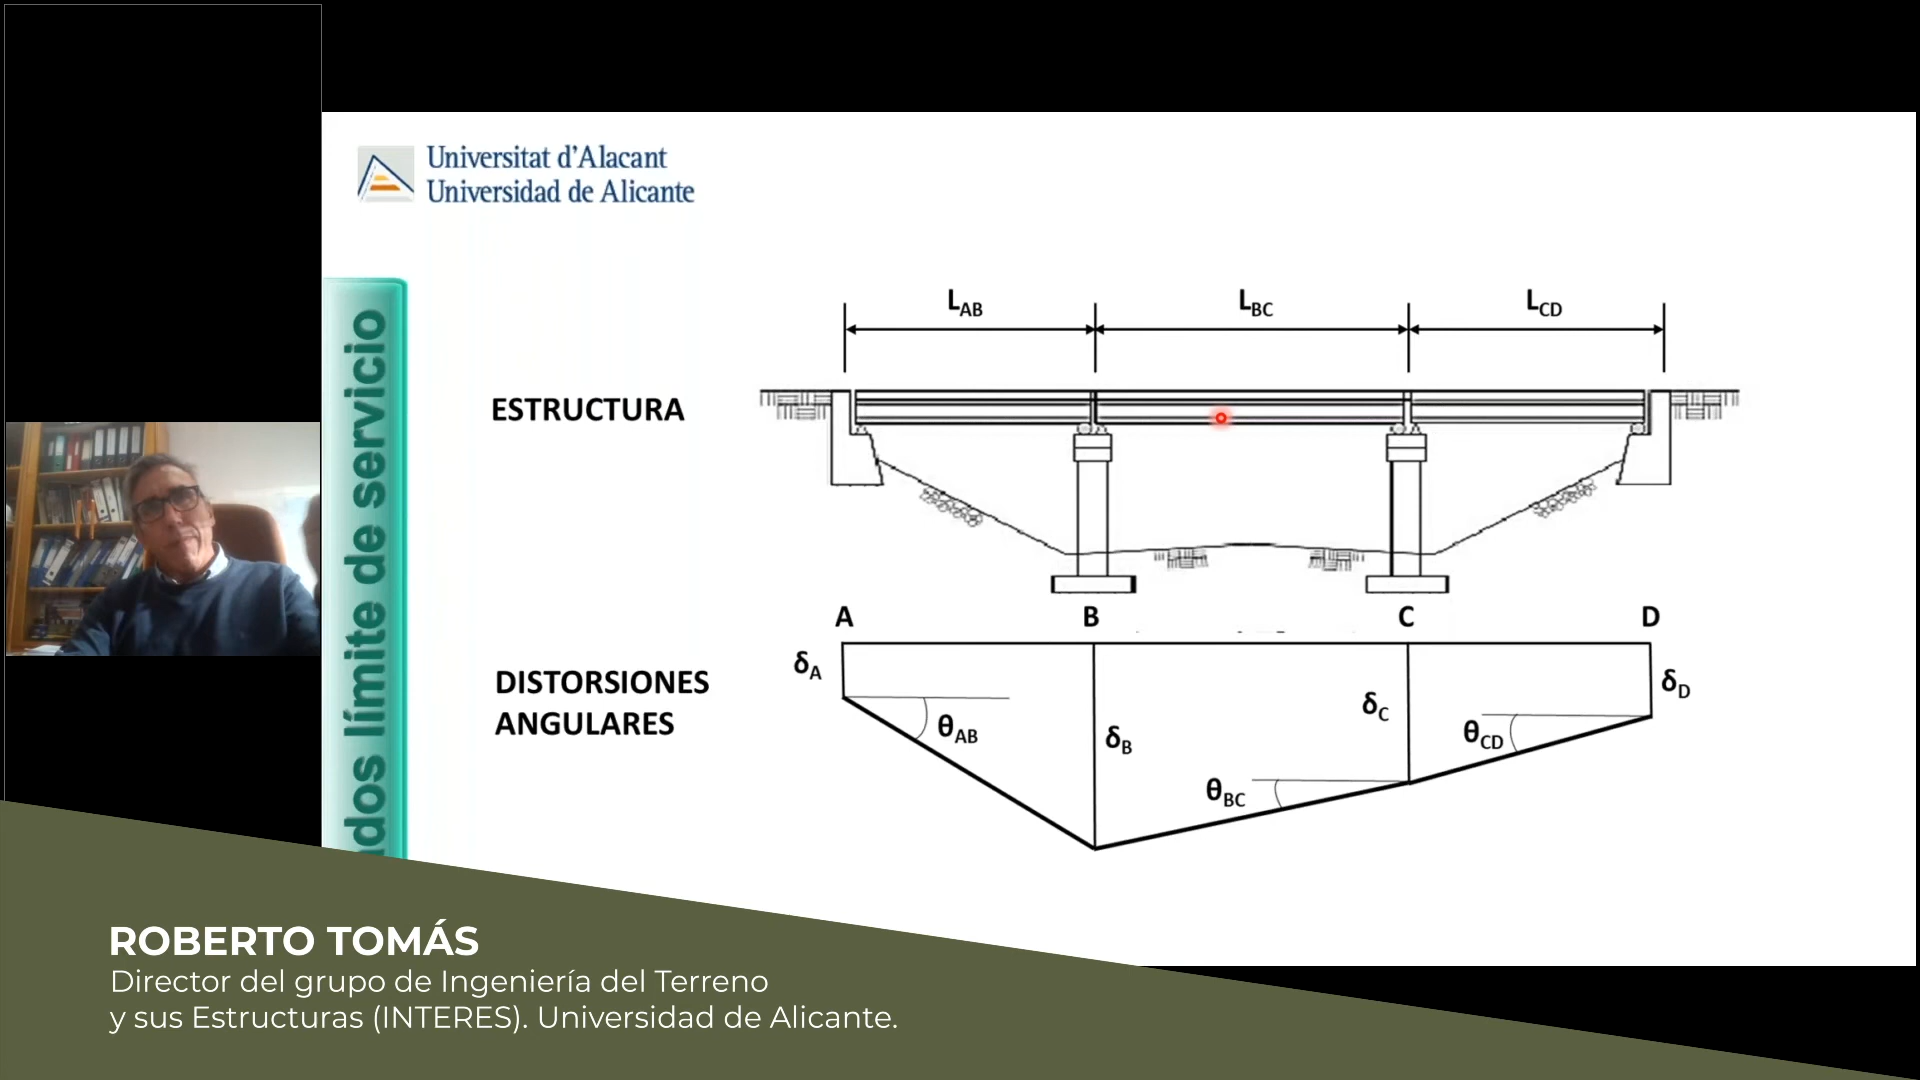 Universitat d'Alacant
Universidad de Alicante
ados límite de servicio
L_AB
L_BC
L_CD
ESTRUCTURA
A
B
C
D
DISTORSIONES
ANGULARES
δ_A
θ_AB
δ_B
θ_BC
δ_C
θ_CD
δ_D
ROBERTO TOMÁS
Director del grupo de Ingeniería del Terreno
y sus Estructuras (INTERES). Universidad de Alicante.